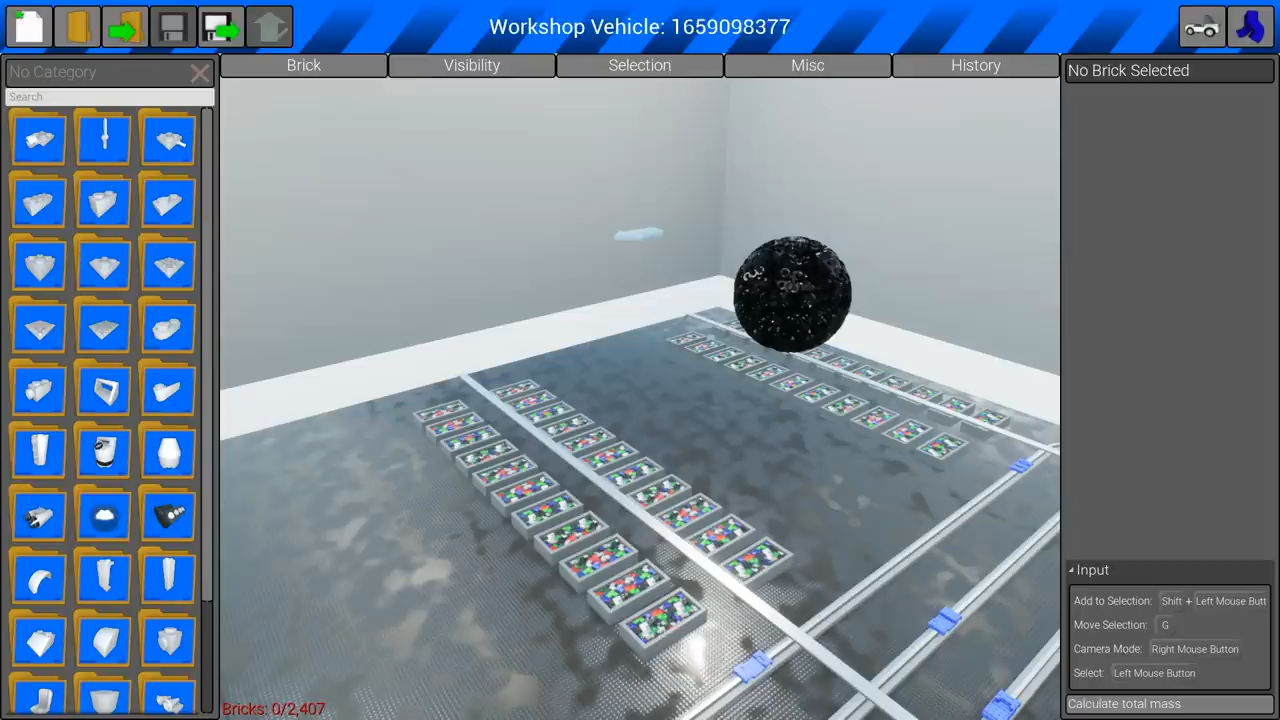 Workshop Vehicle: 1659098377
No Category
Search
Brick
Visibility
Selection
Misc
History
No Brick Selected
Input
Add to Selection: Shift + Left Mouse Butt
Move Selection: G
Camera Mode: Right Mouse Button
Select: Left Mouse Button
Calculate total mass
Bricks: 0/2,407